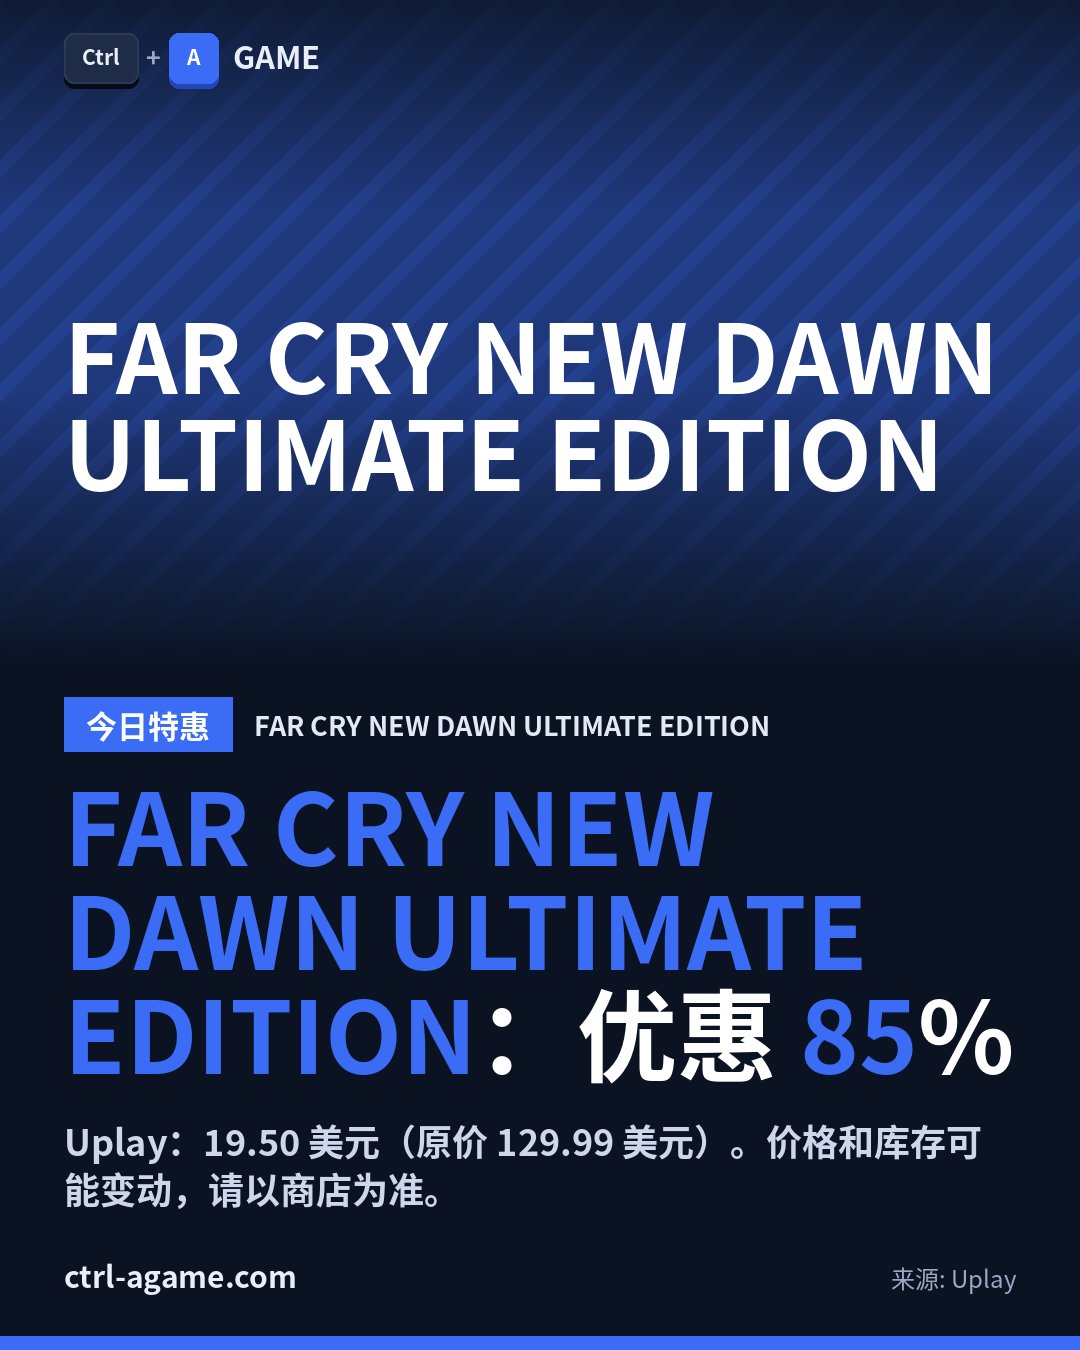 Ctrl + A GAME
FAR CRY NEW DAWN
ULTIMATE EDITION
今日特惠 FAR CRY NEW DAWN ULTIMATE EDITION
FAR CRY NEW
DAWN ULTIMATE
EDITION：优惠 85%
Uplay：19.50 美元（原价 129.99 美元）。价格和库存可
能变动，请以商店为准。
ctrl-agame.com 来源: Uplay